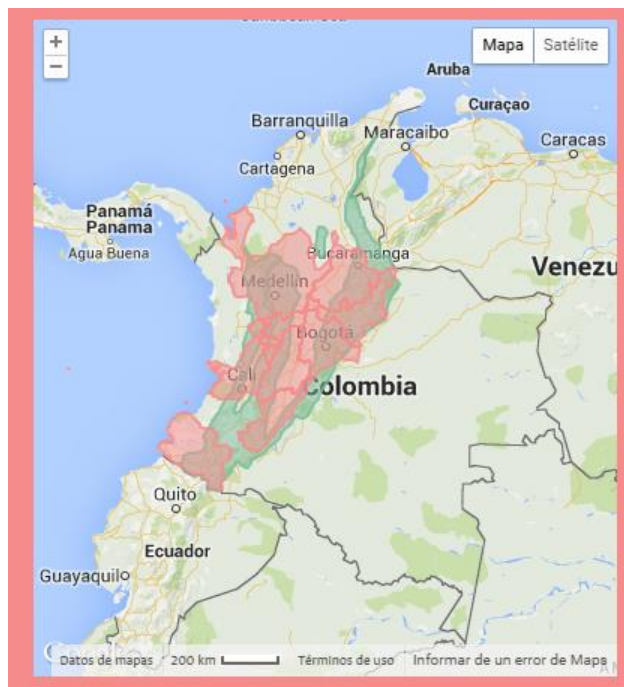 +
Mapa Satélite
−
Aruba
Curaçao
Barranquilla
Maracaibo
Caracas
Cartagena
Panamá
Panama
Agua Buena
Bucaramanga
Venezu
Medellín
Bogotá
Cali
Colombia
Quito
Ecuador
Guayaquil
Datos de mapas 200 km Términos de uso Informar de un error de Maps